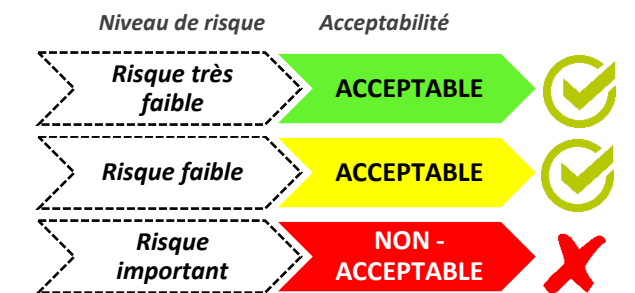 Niveau de risque Acceptabilité
Risque très
faible
ACCEPTABLE
Risque faible
ACCEPTABLE
Risque
important
NON -
ACCEPTABLE